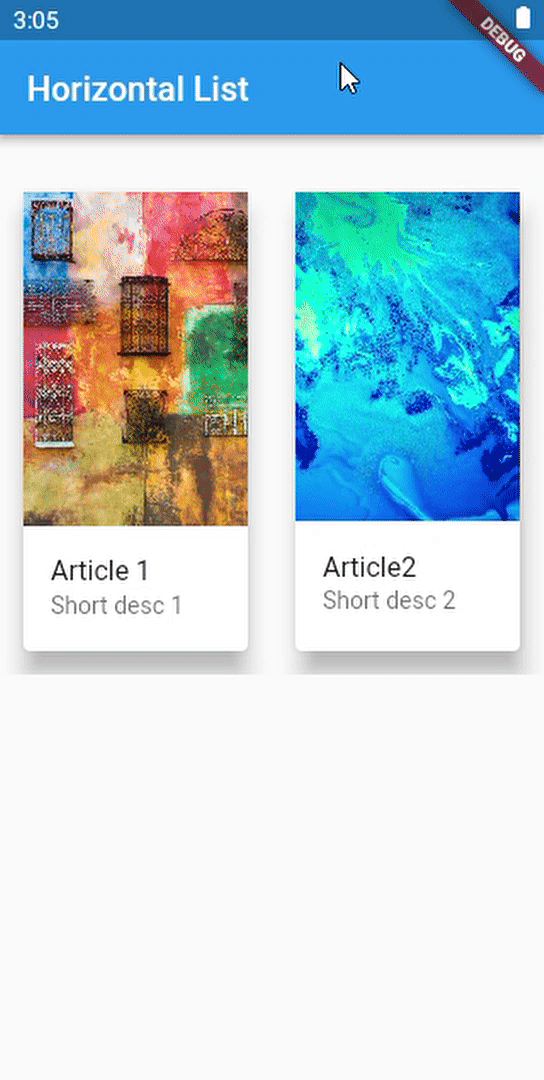 3:05
DEBUG
Horizontal List
Article 1
Short desc 1
Article2
Short desc 2